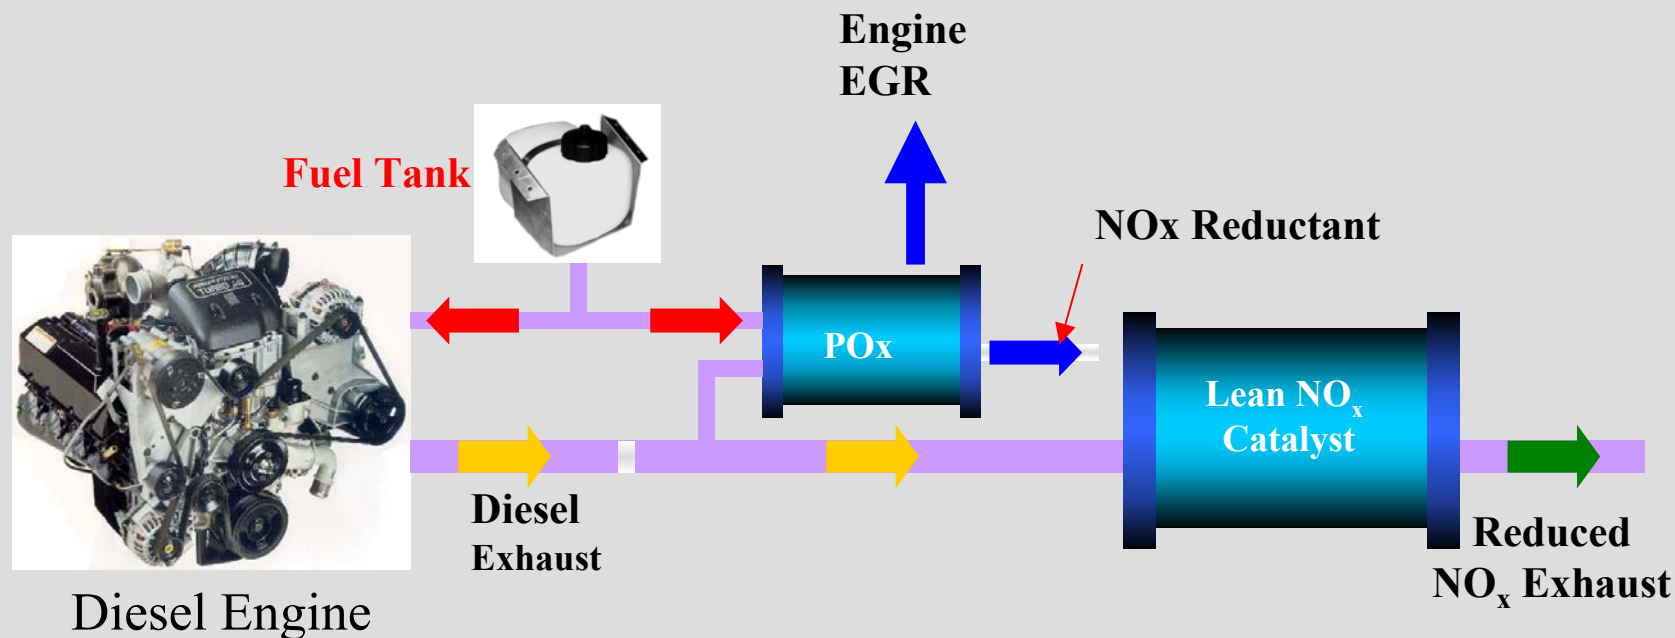 Engine
EGR
Fuel Tank
NOx Reductant
POx
Lean NOx
Catalyst
Diesel
Exhaust
Reduced
NOx Exhaust
Diesel Engine